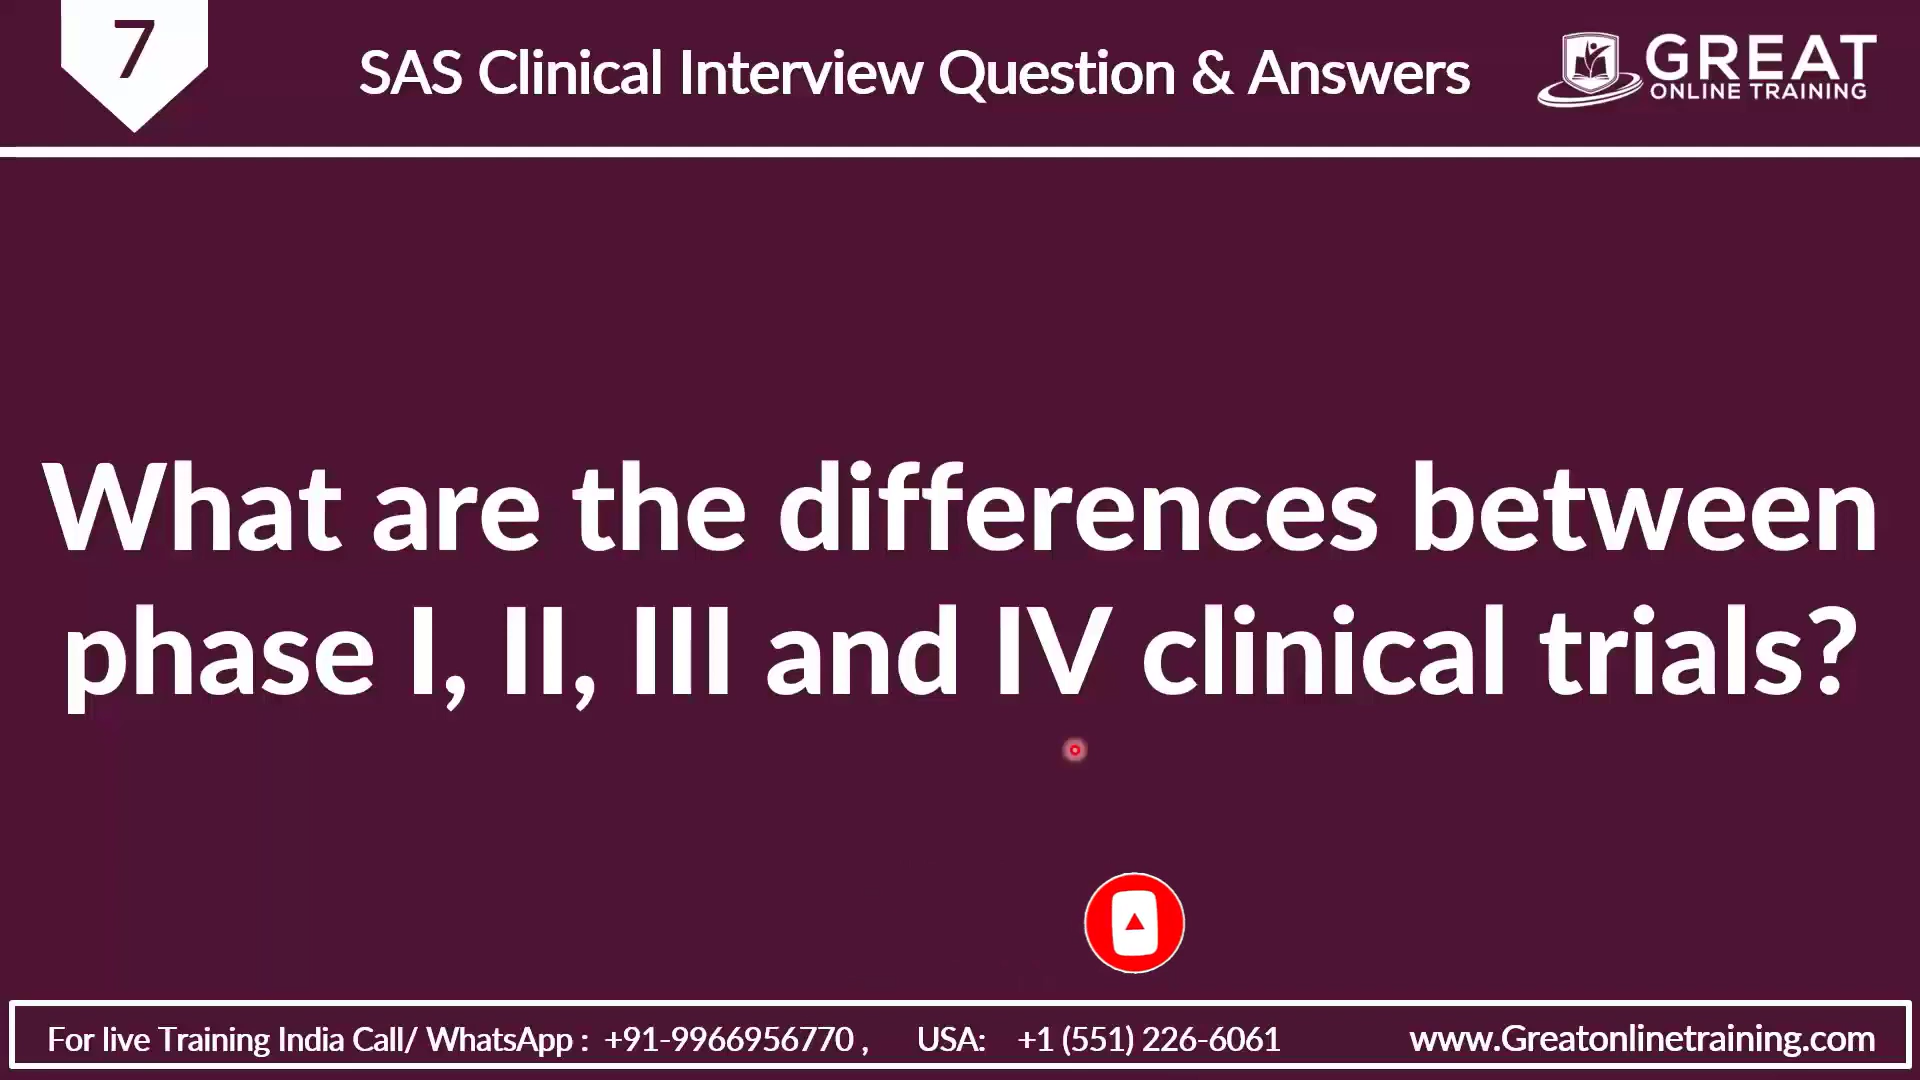 7
SAS Clinical Interview Question & Answers
GREAT
ONLINE TRAINING
What are the differences between
phase I, II, III and IV clinical trials?
For live Training India Call/ WhatsApp : +91-9966956770 , USA: +1 (551) 226-6061 www.Greatonlinetraining.com